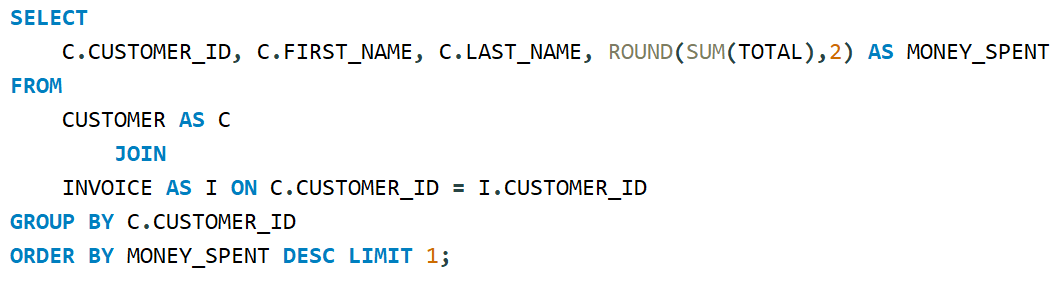 SELECT
C.CUSTOMER_ID, C.FIRST_NAME, C.LAST_NAME, ROUND(SUM(TOTAL),2) AS MONEY_SPENT
FROM
CUSTOMER AS C
JOIN
INVOICE AS I ON C.CUSTOMER_ID = I.CUSTOMER_ID
GROUP BY C.CUSTOMER_ID
ORDER BY MONEY_SPENT DESC LIMIT 1;